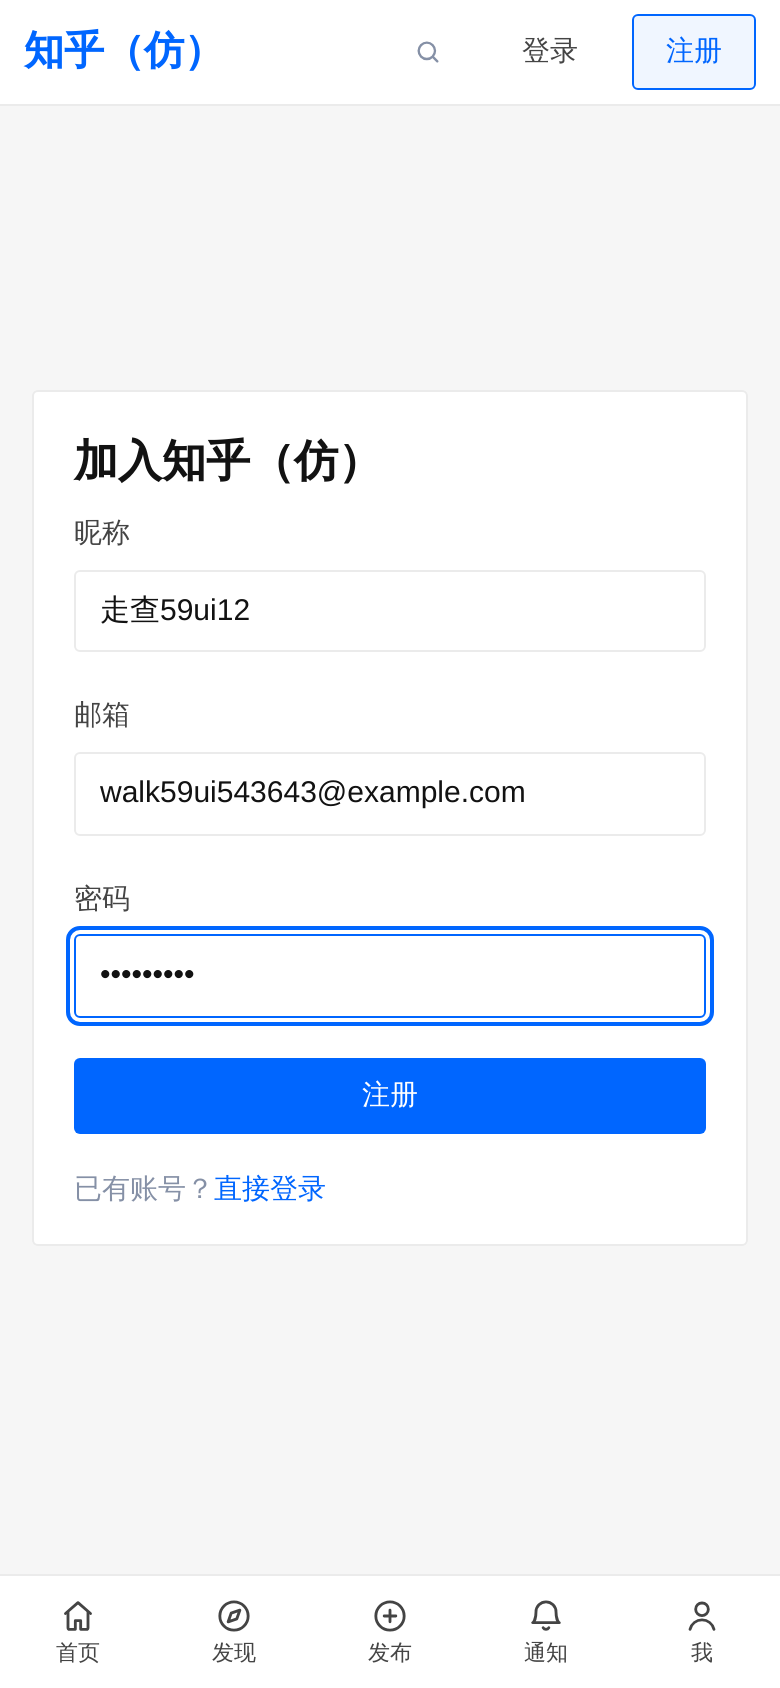 知乎（仿）
登录
注册
加入知乎（仿）
昵称
走查59ui12
邮箱
walk59ui543643@example.com
密码
•••••••••
注册
已有账号？直接登录
首页
发现
发布
通知
我